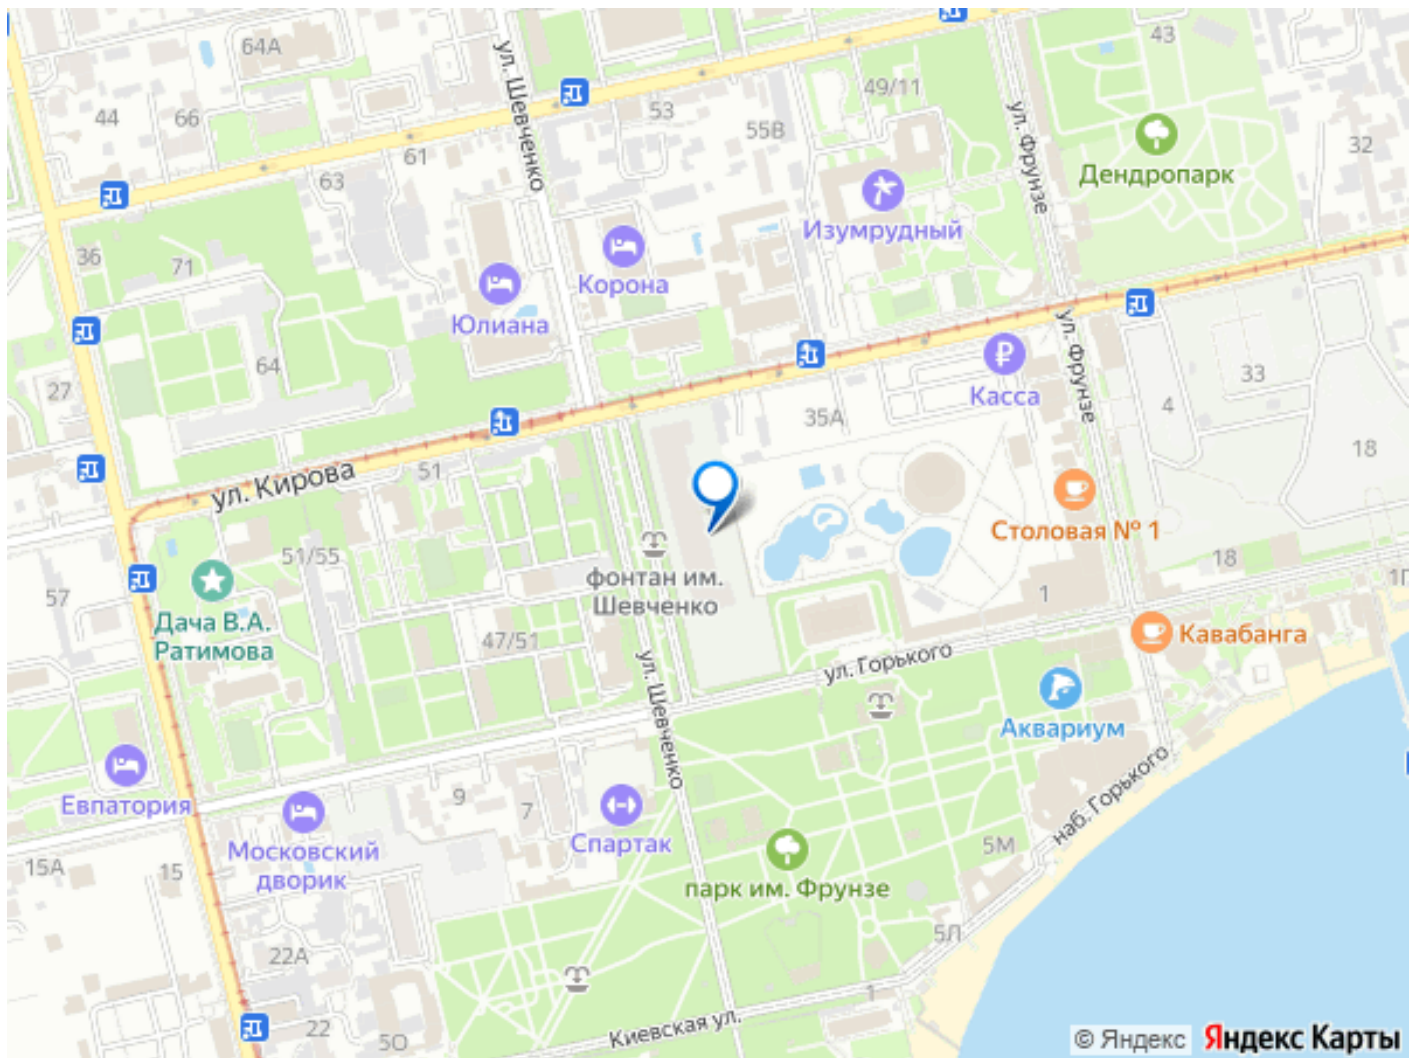 64А
ул. Шевченко
43
49/11
44
66
53
55В
61
63
ул. Фрунзе
32
Дендропарк
Изумрудный
36
71
Корона
Юлиана
ул. Фрунзе
Касса
64
27
33
4
35А
18
51
ул. Кирова
Столовая № 1
51/55
18
фонтан им.
Шевченко
57
1
1П
Дача В.А.
Ратимова
47/51
Кавабанга
ул. Горького
ул. Шевченко
Аквариум
Евпатория
9
7
наб. Горького
Спартак
Московский
дворик
5М
15А
15
парк им. Фрунзе
5Л
22А
1
22
50
Киевская ул.
© Яндекс Яндекс Карты